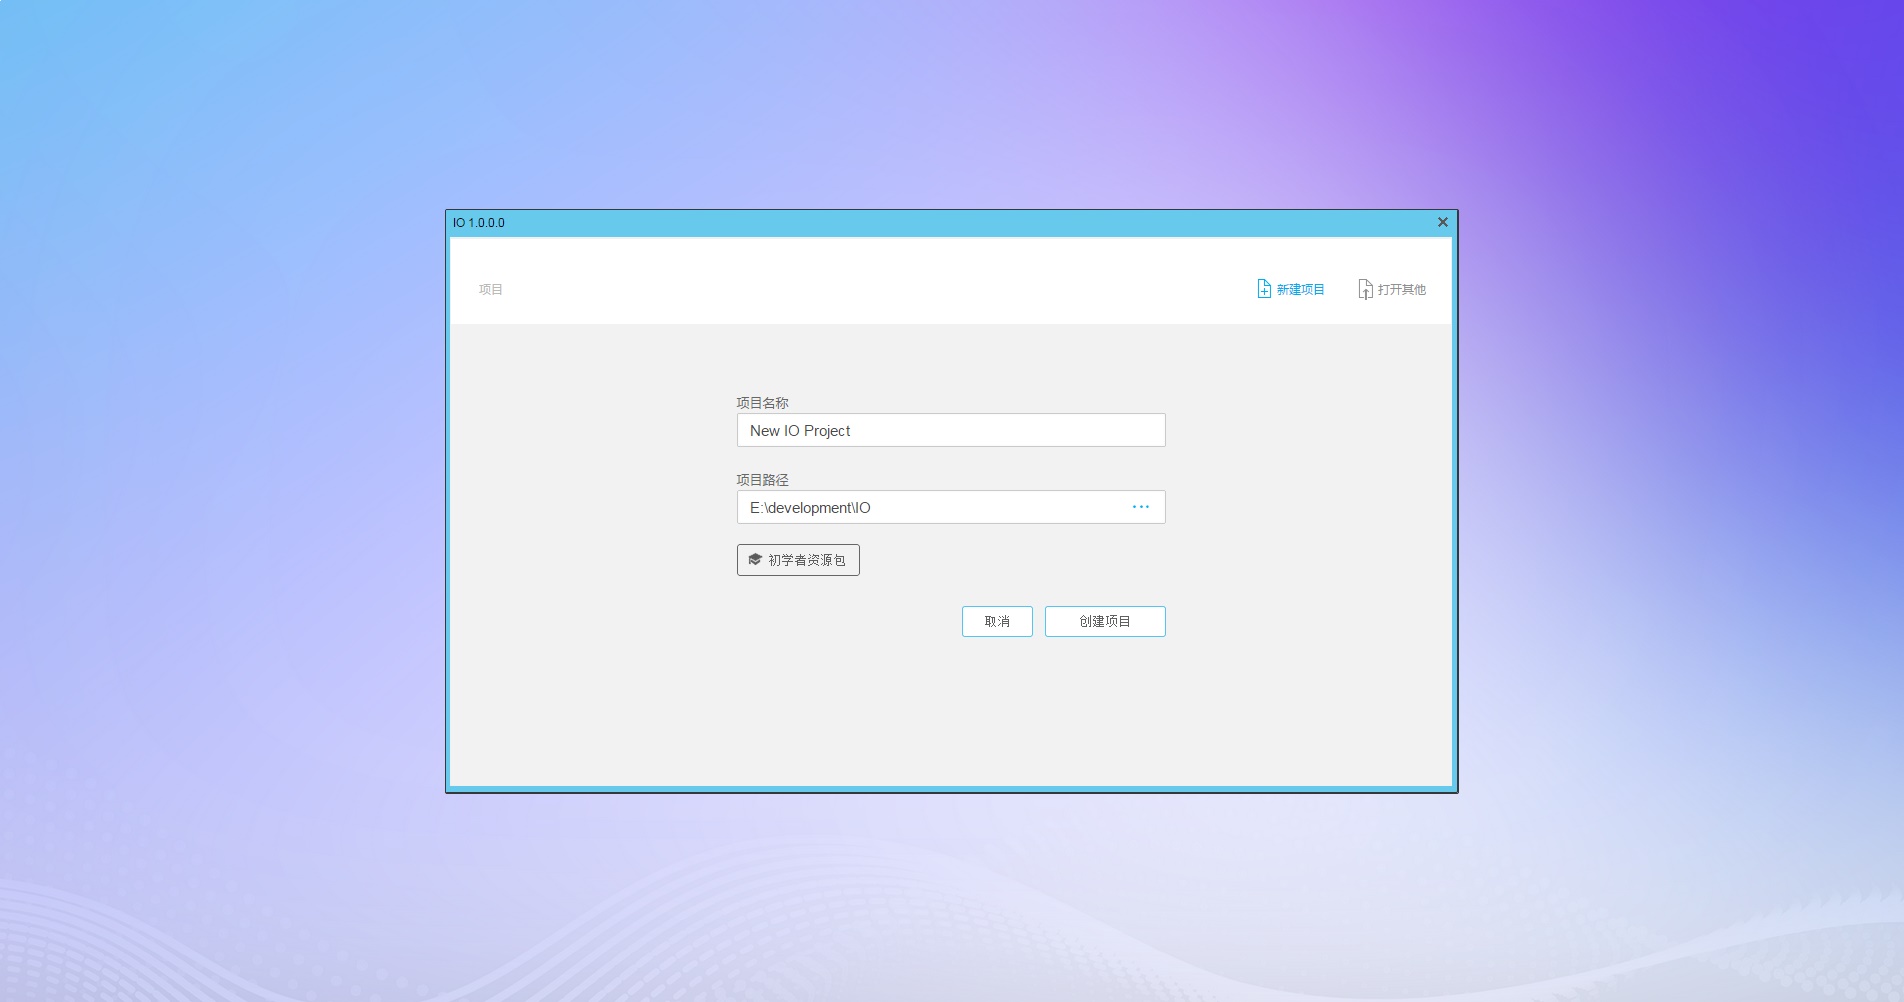 IO 1.0.0.0
项目
新建项目
打开其他
项目名称
New IO Project
项目路径
E:\development\IO
...
初学者资源包
取消
创建项目